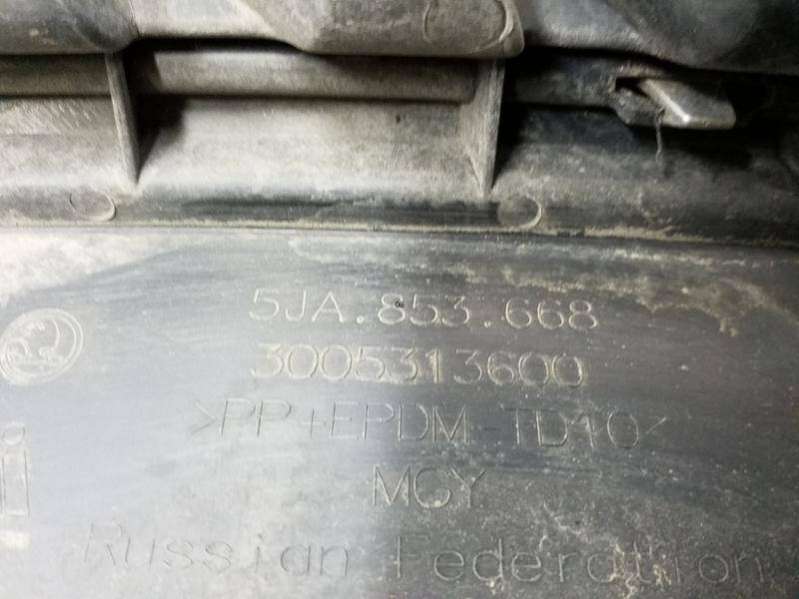 5JA.853.668
3005313600
>PP+EPDM-TD10<
MCY
Russian Federation